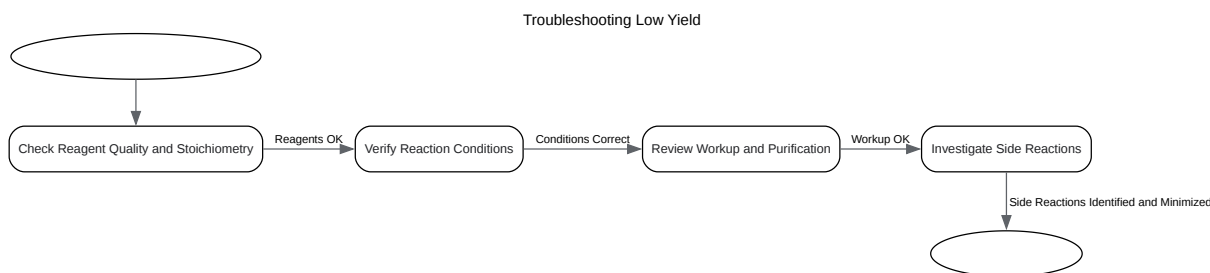 Troubleshooting Low Yield
Check Reagent Quality and Stoichiometry
Reagents OK
Verify Reaction Conditions
Conditions Correct
Review Workup and Purification
Workup OK
Investigate Side Reactions
Side Reactions Identified and Minimized